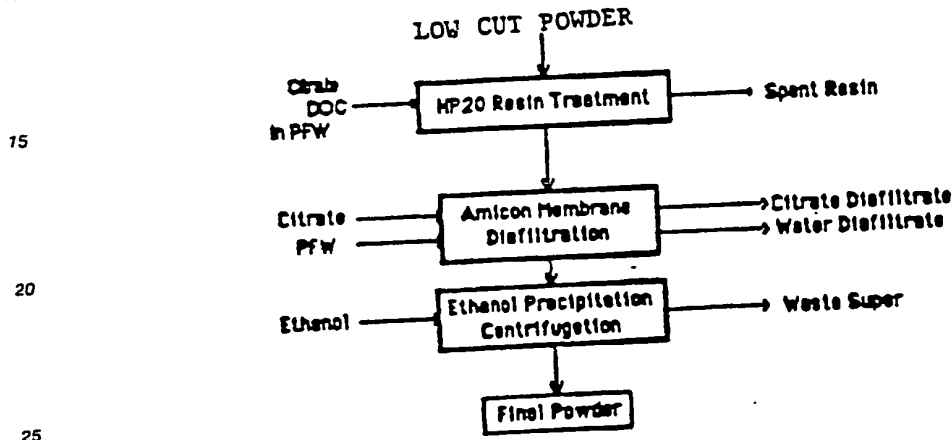 LOW CUT POWDER
Citrate
DOC
in PFW
HP20 Resin Treatment
Spent Resin
15
Citrate
PFW
Amicon Membrane
Diafiltration
Citrate Diafiltrate
Water Diafiltrate
20
Ethanol
Ethanol Precipitation
Centrifugation
Waste Super
Final Powder
25